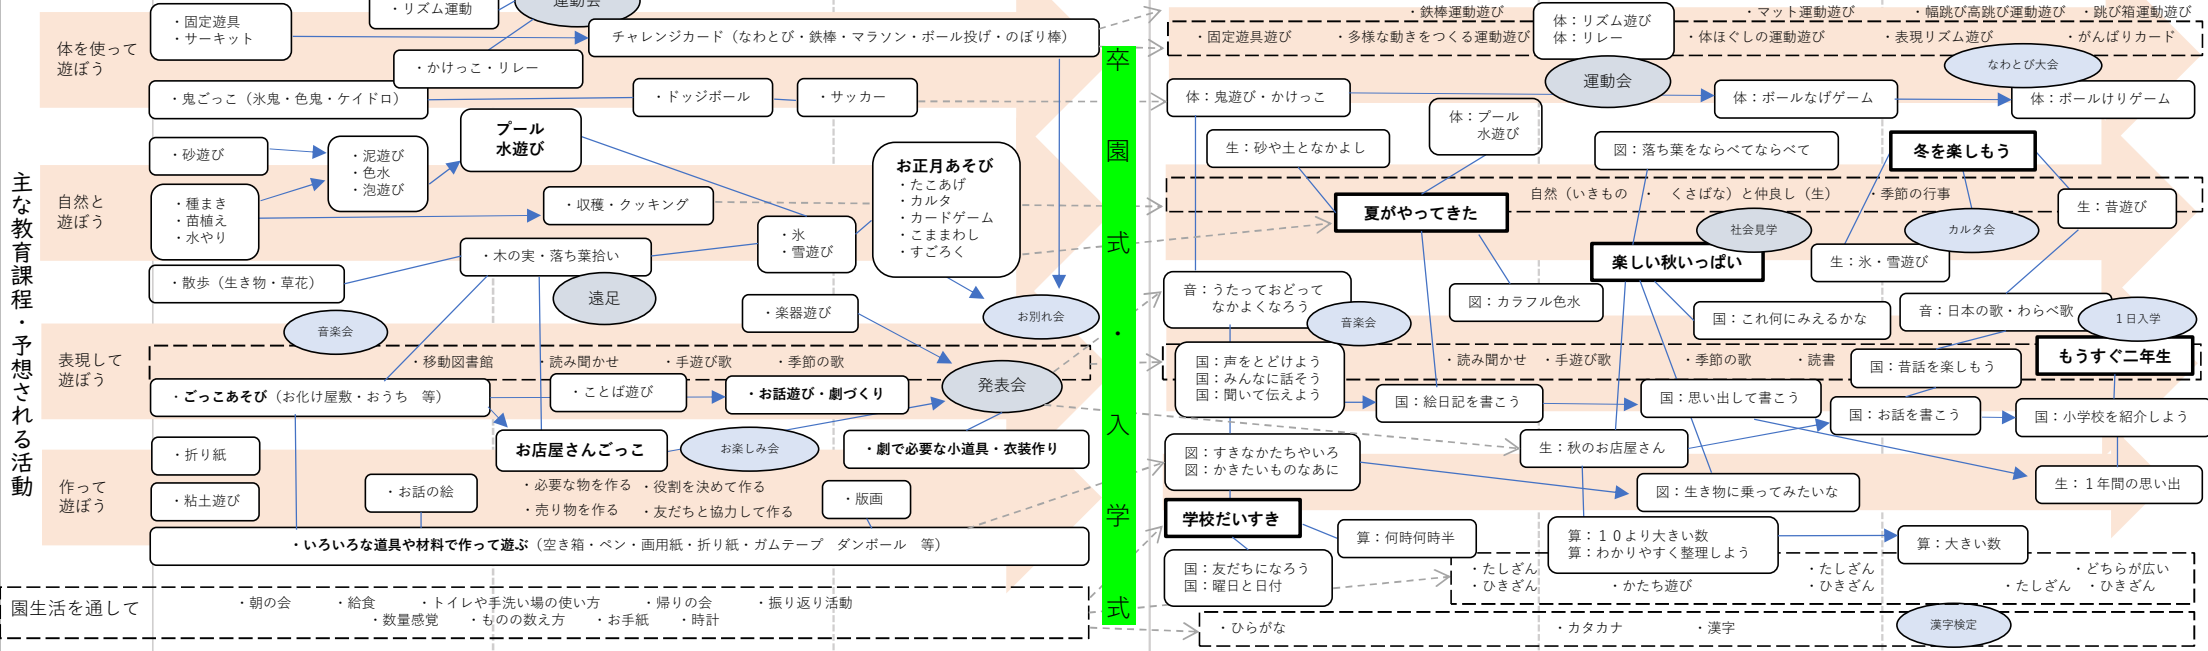 主な教育課程・予想される活動
・リズム運動
運動会
・固定遊具
・サーキット
体を使って
遊ぼう
チャレンジカード（なわとび・鉄棒・マラソン・ボール投げ・のぼり棒）
・かけっこ・リレー
・鬼ごっこ（氷鬼・色鬼・ケイドロ）
・ドッジボール
・サッカー
・砂遊び
・泥遊び
・色水
・泡遊び
プール
水遊び
お正月あそび
・たこあげ
・カルタ
・カードゲーム
・こままわし
・すごろく
自然と
遊ぼう
・種まき
・苗植え
・水やり
・収穫・クッキング
・氷
・雪遊び
・木の実・落ち葉拾い
・散歩（生き物・草花）
遠足
・楽器遊び
お別れ会
音楽会
表現して
遊ぼう
・移動図書館
・読み聞かせ
・手遊び歌
・季節の歌
発表会
・ごっこあそび（お化け屋敷・おうち　等）
・ことば遊び
・お話遊び・劇づくり
お店屋さんごっこ
お楽しみ会
・劇で必要な小道具・衣装作り
・折り紙
作って
遊ぼう
・粘土遊び
・お話の絵
・必要な物を作る
・役割を決めて作る
・売り物を作る
・友だちと協力して作る
・版画
・いろいろな道具や材料で作って遊ぶ（空き箱・ペン・画用紙・折り紙・ガムテープ　ダンボール　等）
園生活を通して
・朝の会
・給食
・トイレや手洗い場の使い方
・帰りの会
・振り返り活動
・数量感覚
・ものの数え方
・お手紙
・時計
卒園式・入学式
・鉄棒運動遊び
・マット運動遊び
・幅跳び高跳び運動遊び
・跳び箱運動遊び
・固定遊具遊び
・多様な動きをつくる運動遊び
体：リズム遊び
体：リレー
・体ほぐしの運動遊び
・表現リズム遊び
・がんばりカード
運動会
なわとび大会
体：鬼遊び・かけっこ
体：ボールなげゲーム
体：ボールけりゲーム
体：プール
水遊び
生：砂や土となかよし
図：落ち葉をならべてならべて
冬を楽しもう
自然（いきもの　・　くさばな）と仲良し（生）
・季節の行事
夏がやってきた
生：昔遊び
社会見学
カルタ会
楽しい秋いっぱい
生：氷・雪遊び
音：うたっておどって
なかよくなろう
図：カラフル色水
音楽会
国：これ何にみえるかな
音：日本の歌・わらべ歌
１日入学
国：声をとどけよう
国：みんなに話そう
国：聞いて伝えよう
・読み聞かせ
・手遊び歌
・季節の歌
・読書
国：昔話を楽しもう
もうすぐ二年生
国：絵日記を書こう
国：思い出して書こう
国：お話を書こう
国：小学校を紹介しよう
図：すきなかたちやいろ
図：かきたいものなあに
生：秋のお店屋さん
図：生き物に乗ってみたいな
生：１年間の思い出
学校だいすき
算：何時何時半
算：１０より大きい数
算：わかりやすく整理しよう
算：大きい数
国：友だちになろう
国：曜日と日付
・たしざん
・ひきざん
・かたち遊び
・たしざん
・ひきざん
・どちらが広い
・たしざん
・ひきざん
・ひらがな
・カタカナ
・漢字
漢字検定